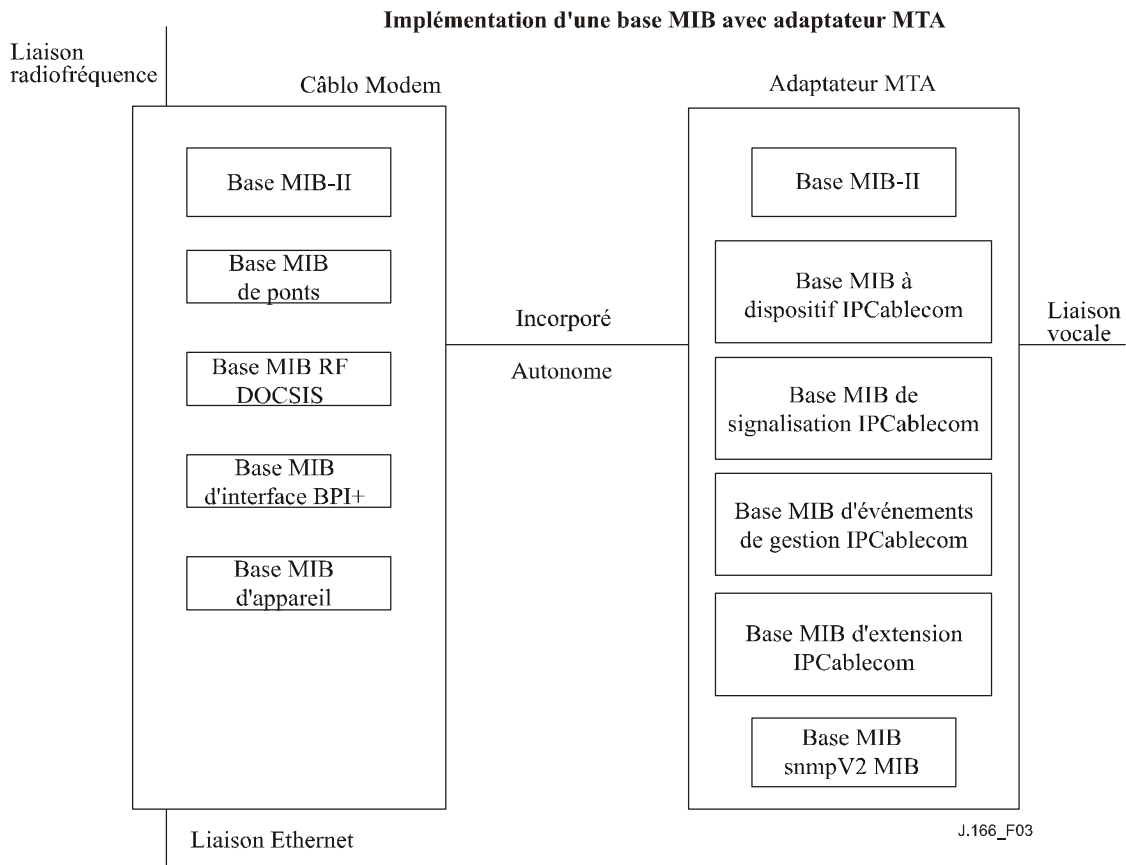 Implémentation d'une base MIB avec adaptateur MTA
Liaison
radiofréquence
Câblo Modem
Base MIB-II
Base MIB
de ponts
Base MIB RF
DOCSIS
Base MIB
d'interface BPI+
Base MIB
d'appareil
Liaison Ethernet
Incorporé
Autonome
Adaptateur MTA
Base MIB-II
Base MIB à
dispositif IPCablecom
Base MIB de
signalisation IPCablecom
Base MIB d'événements
de gestion IPCablecom
Base MIB d'extension
IPCablecom
Base MIB
snmpV2 MIB
Liaison
vocale
J.166_F03